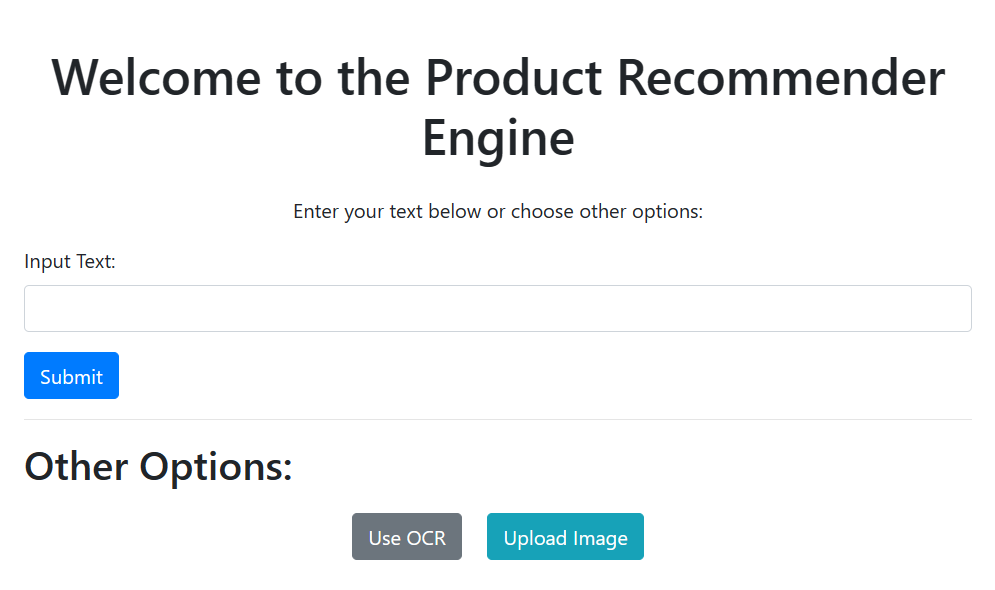 Welcome to the Product Recommender
Engine
Enter your text below or choose other options:
Input Text:
Submit
Other Options:
Use OCR
Upload Image